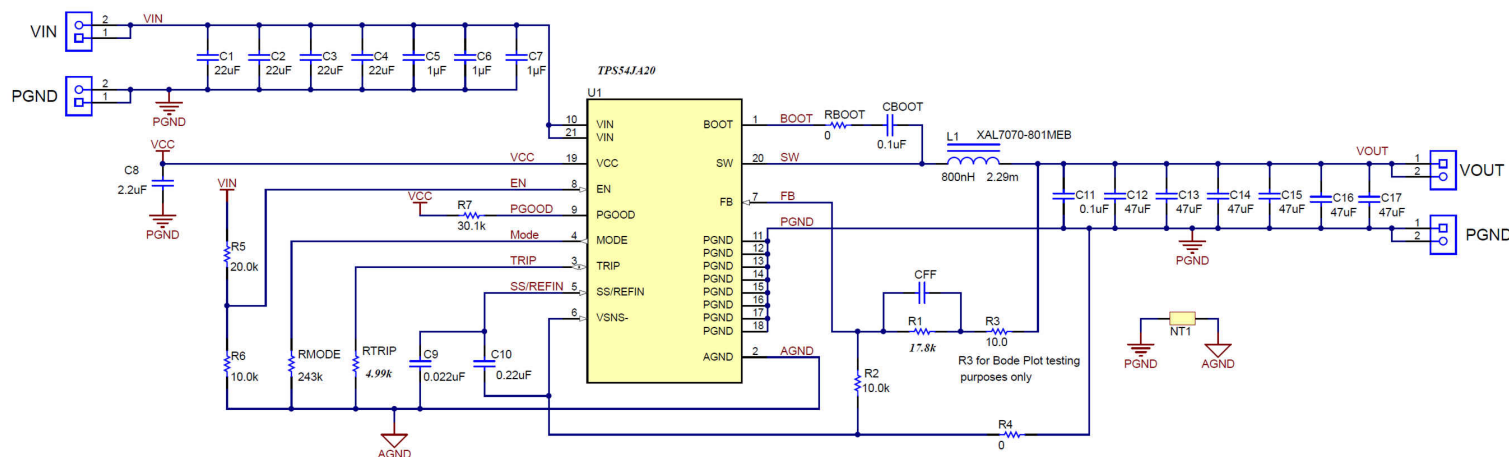 VIN
2
1
VIN
PGND
2
1
PGND
C1
22uF
C2
22uF
C3
22uF
C4
22uF
C5
1µF
C6
1µF
C7
1µF
TPS54JA20
U1
10
21
VIN
VIN
19
VCC
8
EN
9
PGOOD
4
MODE
3
TRIP
5
SS/REFIN
6
VSNS-
BOOT
1
SW
20
FB
7
PGND
11
PGND
12
PGND
13
PGND
14
PGND
15
PGND
16
PGND
17
PGND
18
AGND
2
VCC
C8
2.2uF
PGND
VCC
EN
VIN
VCC
R7
30.1k
PGOOD
Mode
TRIP
SS/REFIN
R5
20.0k
R6
10.0k
RMODE
243k
RTRIP
4.99k
C9
0.022uF
C10
0.22uF
AGND
BOOT
RBOOT
0
CBOOT
0.1uF
SW
L1
XAL7070-801MEB
800nH
2.29m
FB
PGND
AGND
C11
0.1uF
C12
47uF
C13
47uF
C14
47uF
C15
47uF
C16
47uF
C17
47uF
VOUT
1
2
VOUT
1
2
PGND
PGND
CFF
R1
17.8k
R3
10.0
R3 for Bode Plot testing
purposes only
R2
10.0k
R4
0
NT1
PGND
AGND